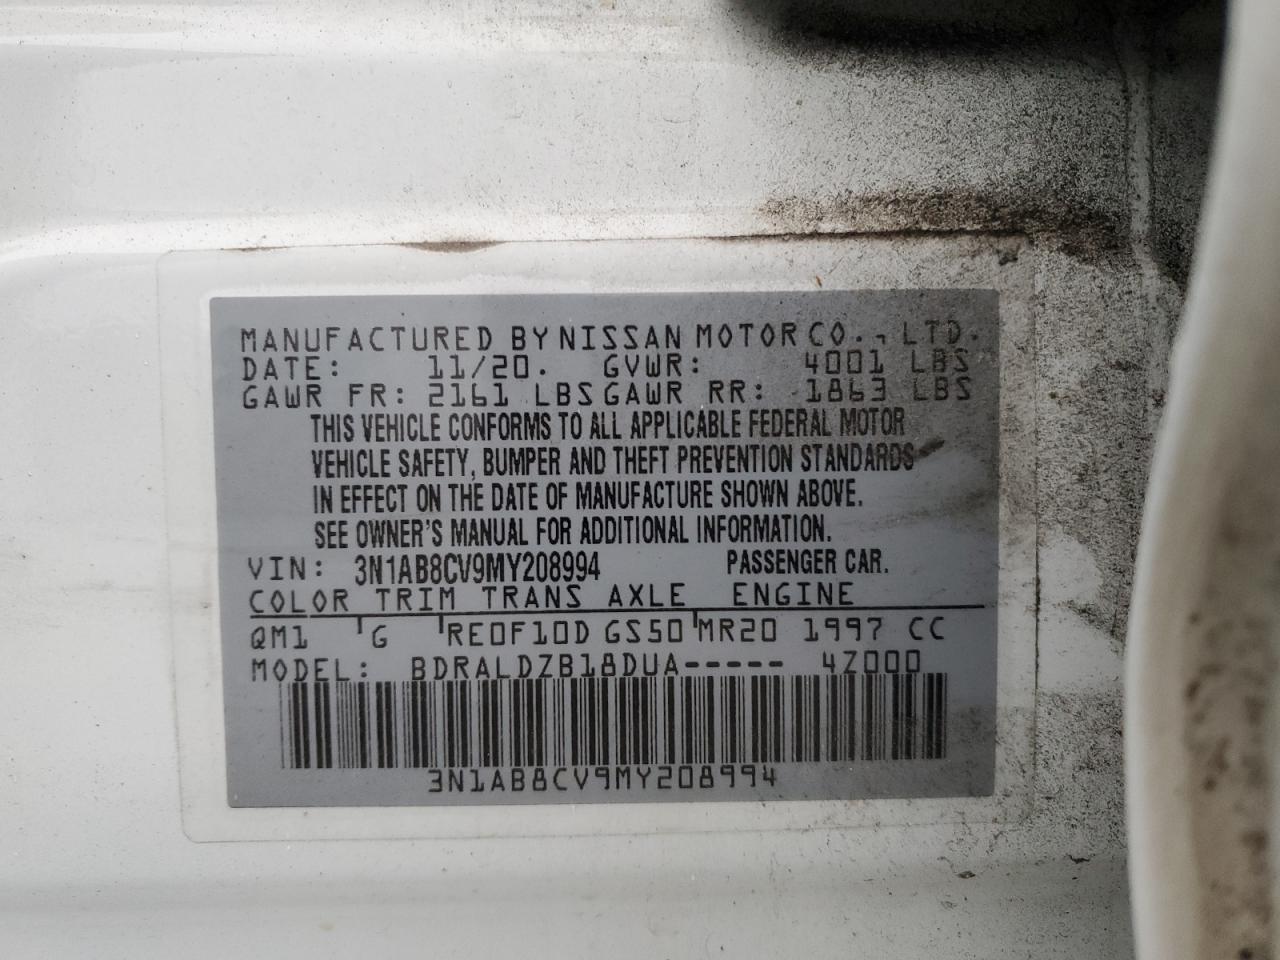 MANUFACTURED BY NISSAN MOTOR CO., LTD.
DATE: 11/20. GVWR: 4001 LBS
GAWR FR: 2161 LBS GAWR RR: 1863 LBS
THIS VEHICLE CONFORMS TO ALL APPLICABLE FEDERAL MOTOR
VEHICLE SAFETY, BUMPER AND THEFT PREVENTION STANDARDS
IN EFFECT ON THE DATE OF MANUFACTURE SHOWN ABOVE.
SEE OWNER'S MANUAL FOR ADDITIONAL INFORMATION.
VIN: 3N1AB8CV9MY208994 PASSENGER CAR.
COLOR TRIM TRANS AXLE ENGINE
QM1 G RE0F10D GS50 MR20 1997 CC
MODEL: BDRALDZB18DUA----- 4Z000
3N1AB8CV9MY208994